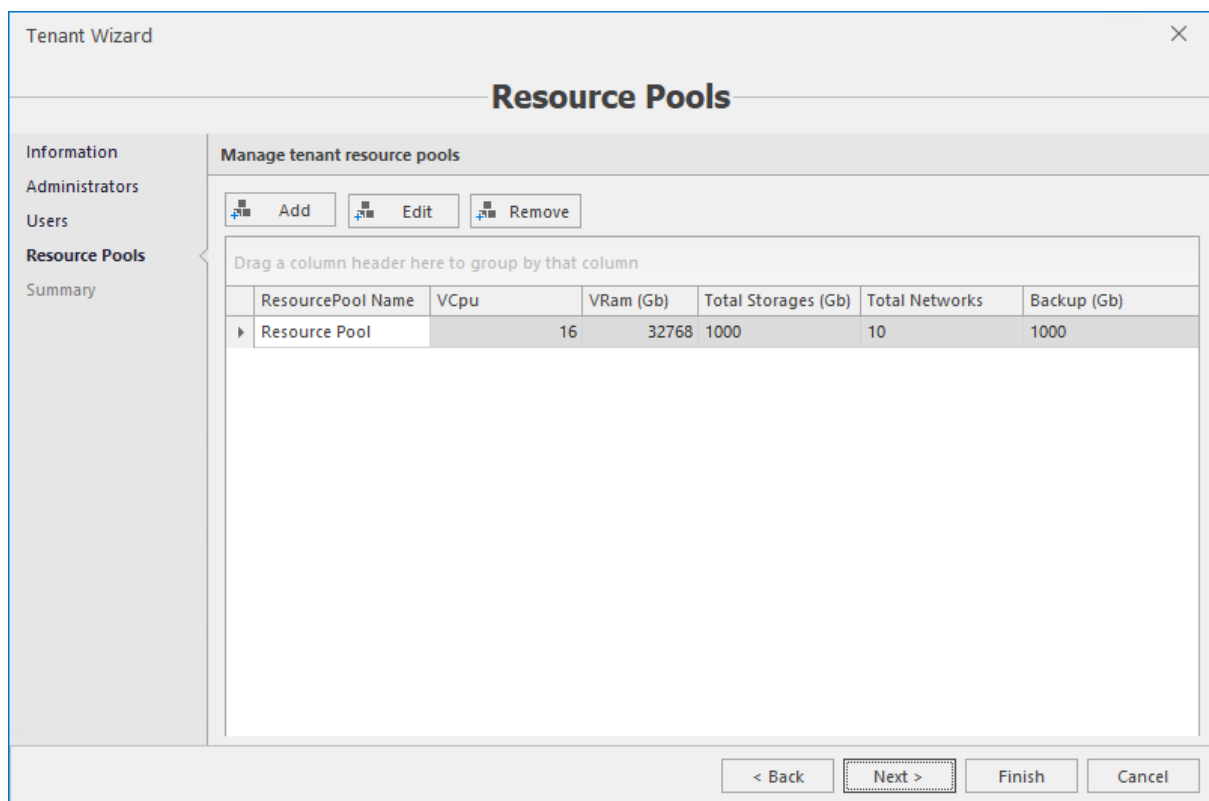 Tenant Wizard
Resource Pools
Information
Administrators
Users
Resource Pools
Summary
Manage tenant resource pools
Add Edit Remove
Drag a column header here to group by that column
ResourcePool Name VCpu VRam (Gb) Total Storages (Gb) Total Networks Backup (Gb)
Resource Pool 16 32768 1000 10 1000
< Back Next > Finish Cancel